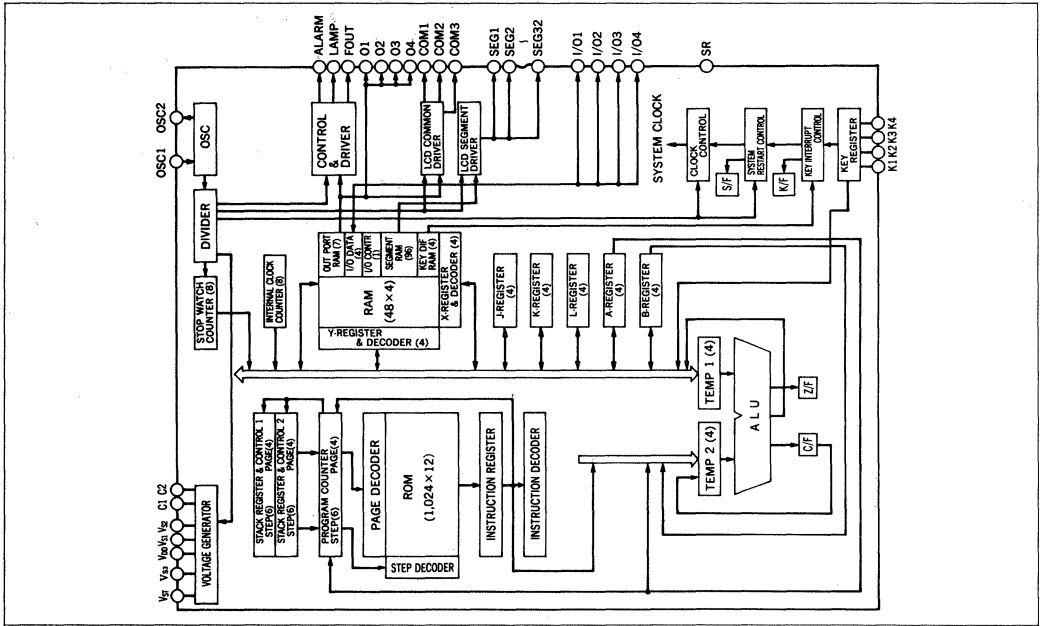 ALARM
LAMP
FOUT
O1
O2
O3
O4
COM1
COM2
COM3
SEG1
SEG2
SEG32
I/O1
I/O2
I/O3
I/O4
SR
OSC2
OSC1
OSC
CONTROL
& DRIVER
LCD COMMON
DRIVER
LCD SEGMENT
DRIVER
SYSTEM CLOCK
CLOCK
CONTROL
S/F
SYSTEM
RESTART CONTROL
K/F
KEY INTERRUPT
CONTROL
KEY
REGISTER
K1 K2 K3 K4
DIVIDER
STOP WATCH
COUNTER (8)
INTERNAL CLOCK
COUNTER (8)
OUT PORT
RAM (7)
I/O DATA
(4)
I/O CONTR
(1)
SEGMENT
RAM
(96)
KEY DIF
RAM (4)
RAM
(48×4)
X-REGISTER
& DECODER (4)
Y-REGISTER
& DECODER (4)
J-REGISTER
(4)
K-REGISTER
(4)
L-REGISTER
(4)
A-REGISTER
(4)
B-REGISTER
(4)
C1 C2
VS2
VS1
VDD
VS3
VST
VOLTAGE GENERATOR
STACK REGISTER & CONTROL 1
STEP(6) PAGE(4)
STACK REGISTER & CONTROL 2
STEP(6) PAGE(4)
PROGRAM COUNTER
STEP(6) PAGE(4)
PAGE DECODER
ROM
(1,024×12)
STEP DECODER
INSTRUCTION REGISTER
INSTRUCTION DECODER
TEMP 1 (4)
TEMP 2 (4)
ALU
Z/F
C/F